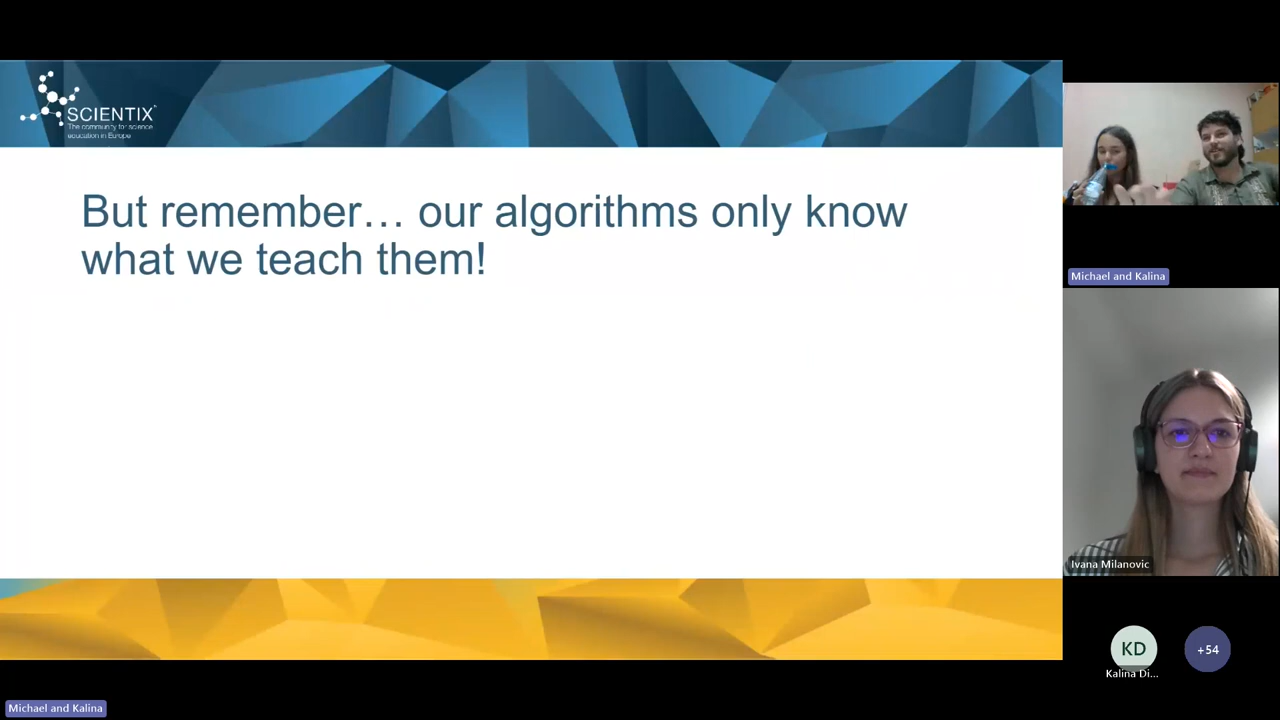 SCIENTIX
The community for science
education in Europe
But remember… our algorithms only know
what we teach them!
Michael and Kalina
Ivana Milanovic
KD
+54
Kalina Di...
Michael and Kalina